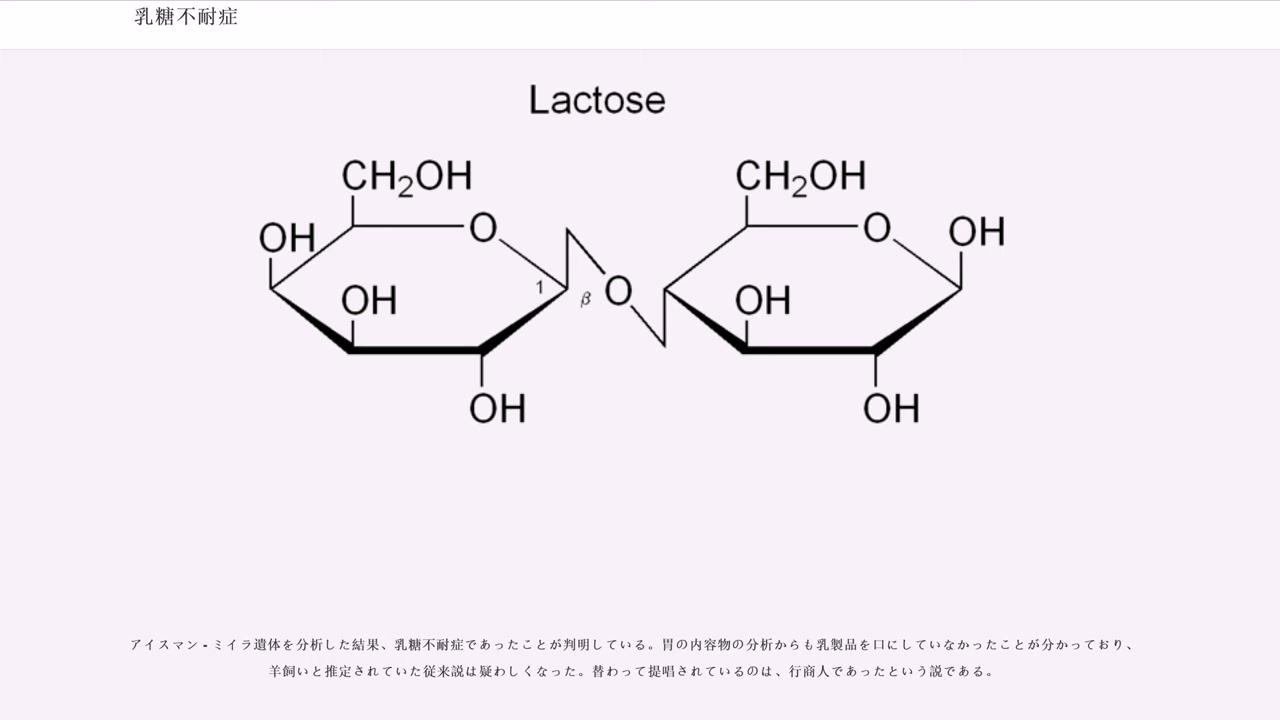 乳糖不耐症
Lactose
CH₂OH CH₂OH
OH O O OH
1 β O
OH OH
OH OH
アイスマン - ミイラ遺体を分析した結果、乳糖不耐症であったことが判明している。胃の内容物の分析からも乳製品を口にしていなかったことが分かっており、
羊飼いと推定されていた従来説は疑わしくなった。替わって提唱されているのは、行商人であったという説である。